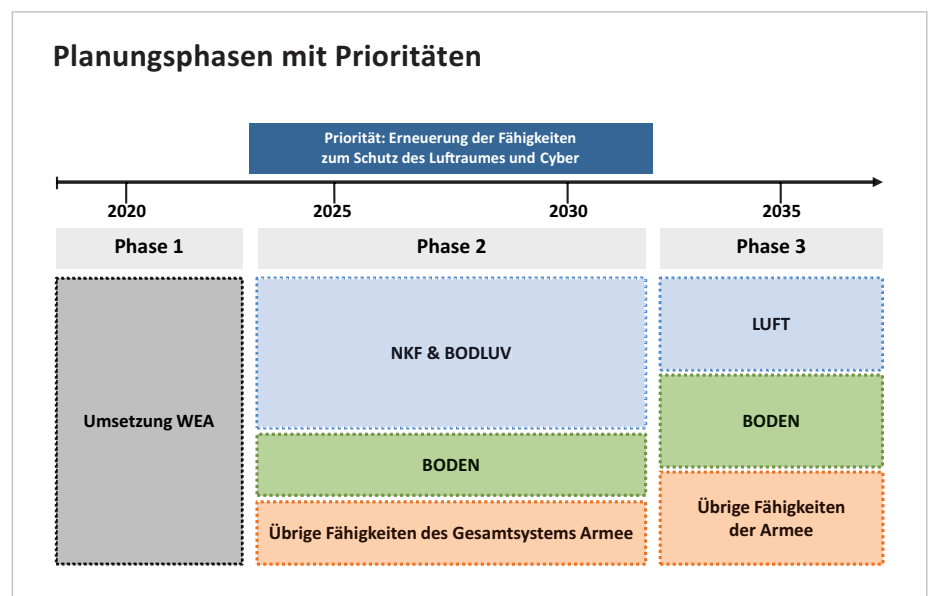 Planungsphasen mit Prioritäten
Priorität: Erneuerung der Fähigkeiten
zum Schutz des Luftraumes und Cyber
2020
2025
2030
2035
Phase 1
Phase 2
Phase 3
Umsetzung WEA
NKF & BODLUV
BODEN
Übrige Fähigkeiten des Gesamtsystems Armee
LUFT
BODEN
Übrige Fähigkeiten
der Armee